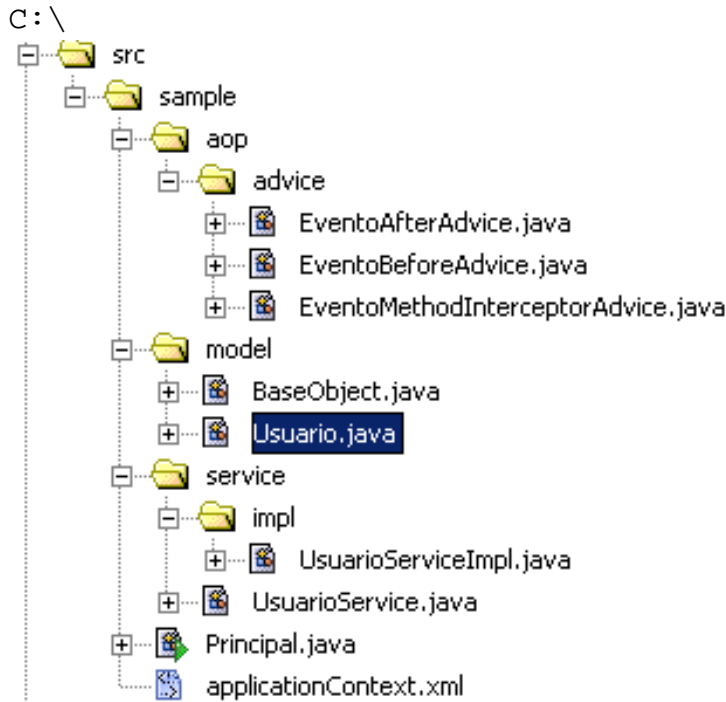 C:\
src
sample
aop
advice
EventoAfterAdvice.java
EventoBeforeAdvice.java
EventoMethodInterceptorAdvice.java
model
BaseObject.java
Usuario.java
service
impl
UsuarioServiceImpl.java
UsuarioService.java
Principal.java
applicationContext.xml